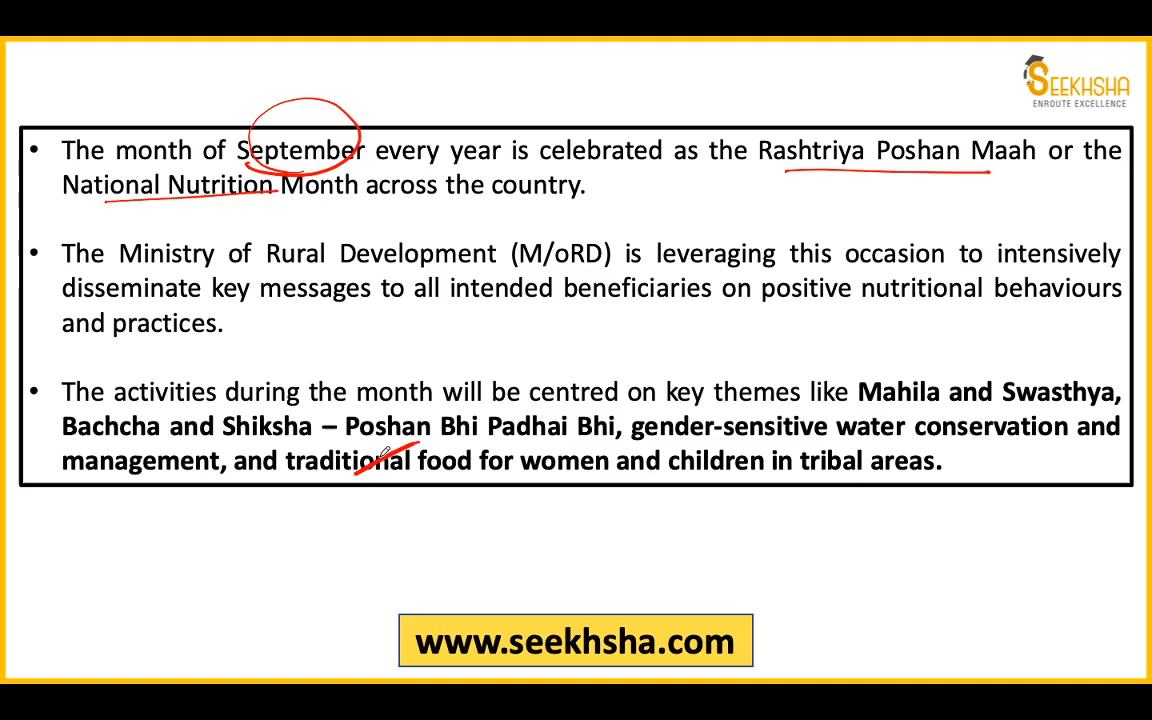 SEEKHSHA
ENROUTE EXCELLENCE
• The month of September every year is celebrated as the Rashtriya Poshan Maah or the
National Nutrition Month across the country.
• The Ministry of Rural Development (M/oRD) is leveraging this occasion to intensively
disseminate key messages to all intended beneficiaries on positive nutritional behaviours
and practices.
• The activities during the month will be centred on key themes like Mahila and Swasthya,
Bachcha and Shiksha – Poshan Bhi Padhai Bhi, gender-sensitive water conservation and
management, and traditional food for women and children in tribal areas.
www.seekhsha.com